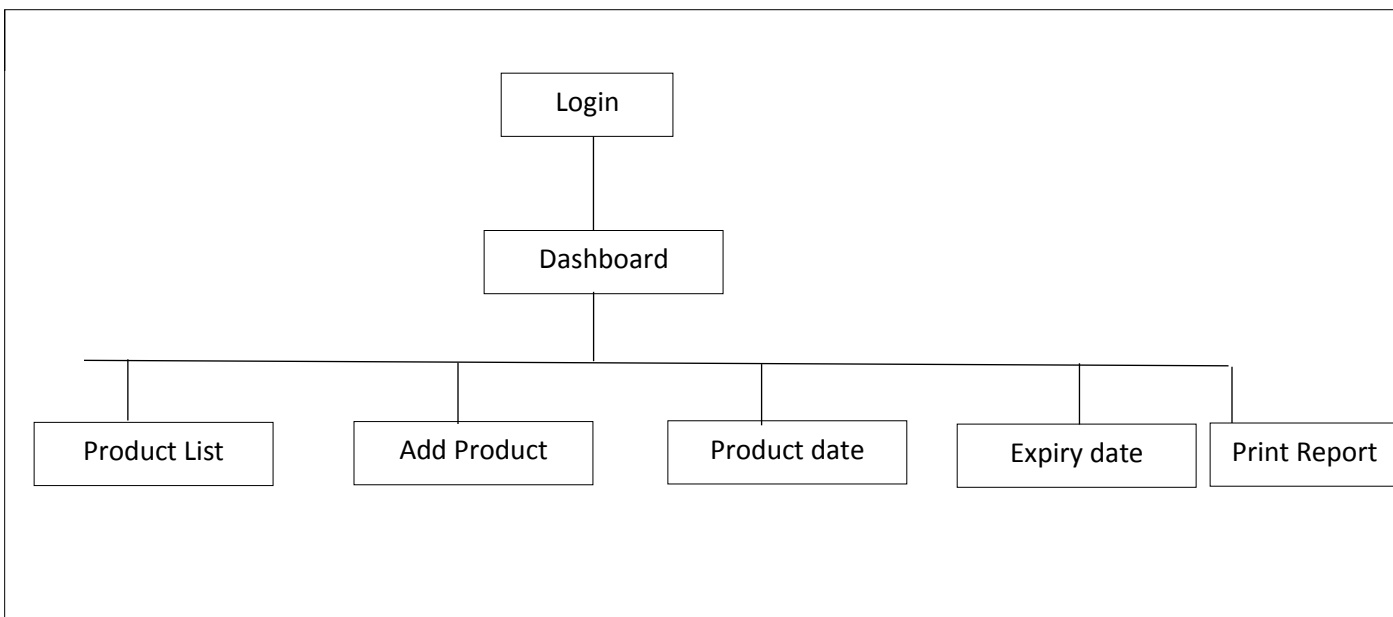 Login
Dashboard
Product List
Add Product
Product date
Expiry date
Print Report